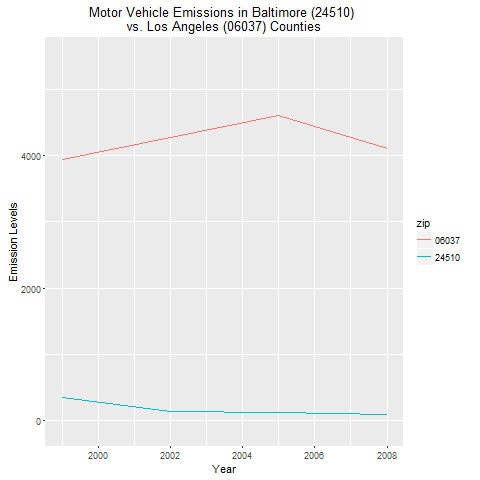 Motor Vehicle Emissions in Baltimore (24510)
vs. Los Angeles (06037) Counties
Emission Levels
4000
2000
0
2000
2002
2004
2006
2008
Year
zip
06037
24510